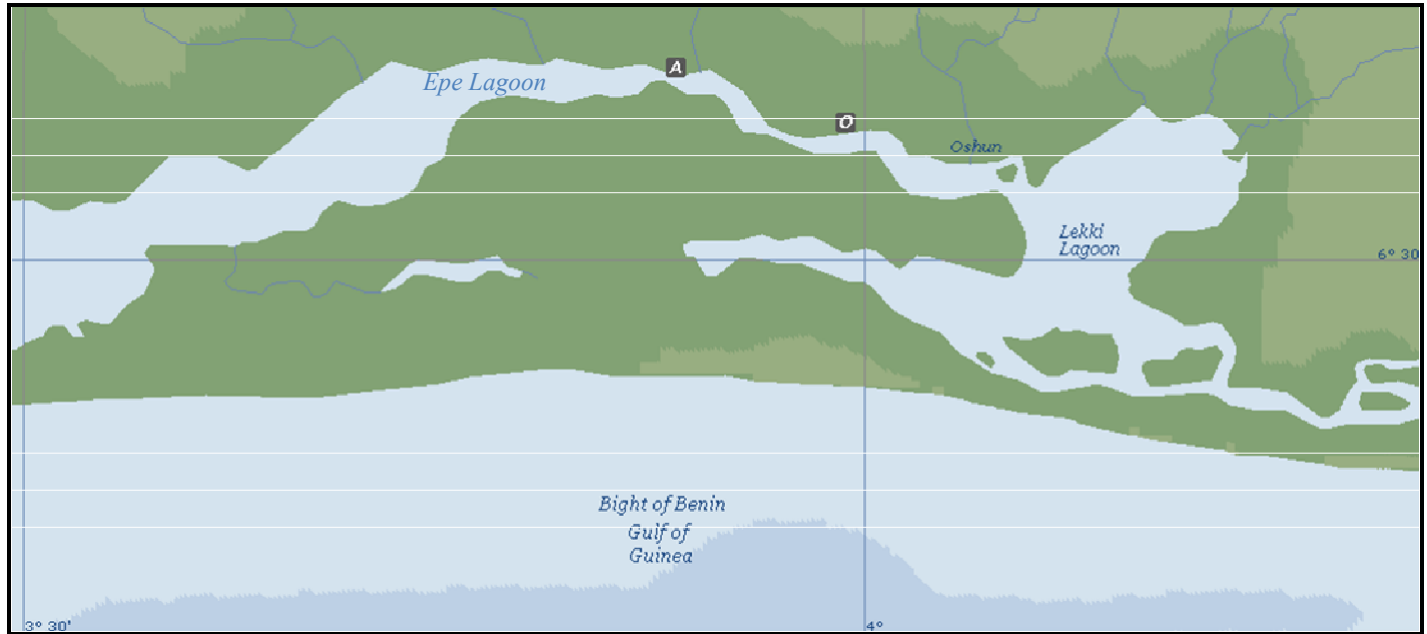 A
Epe Lagoon
O
Oshun
Lekki
Lagoon
6° 30
Bight of Benin
Gulf of
Guinea
3° 30'
4°